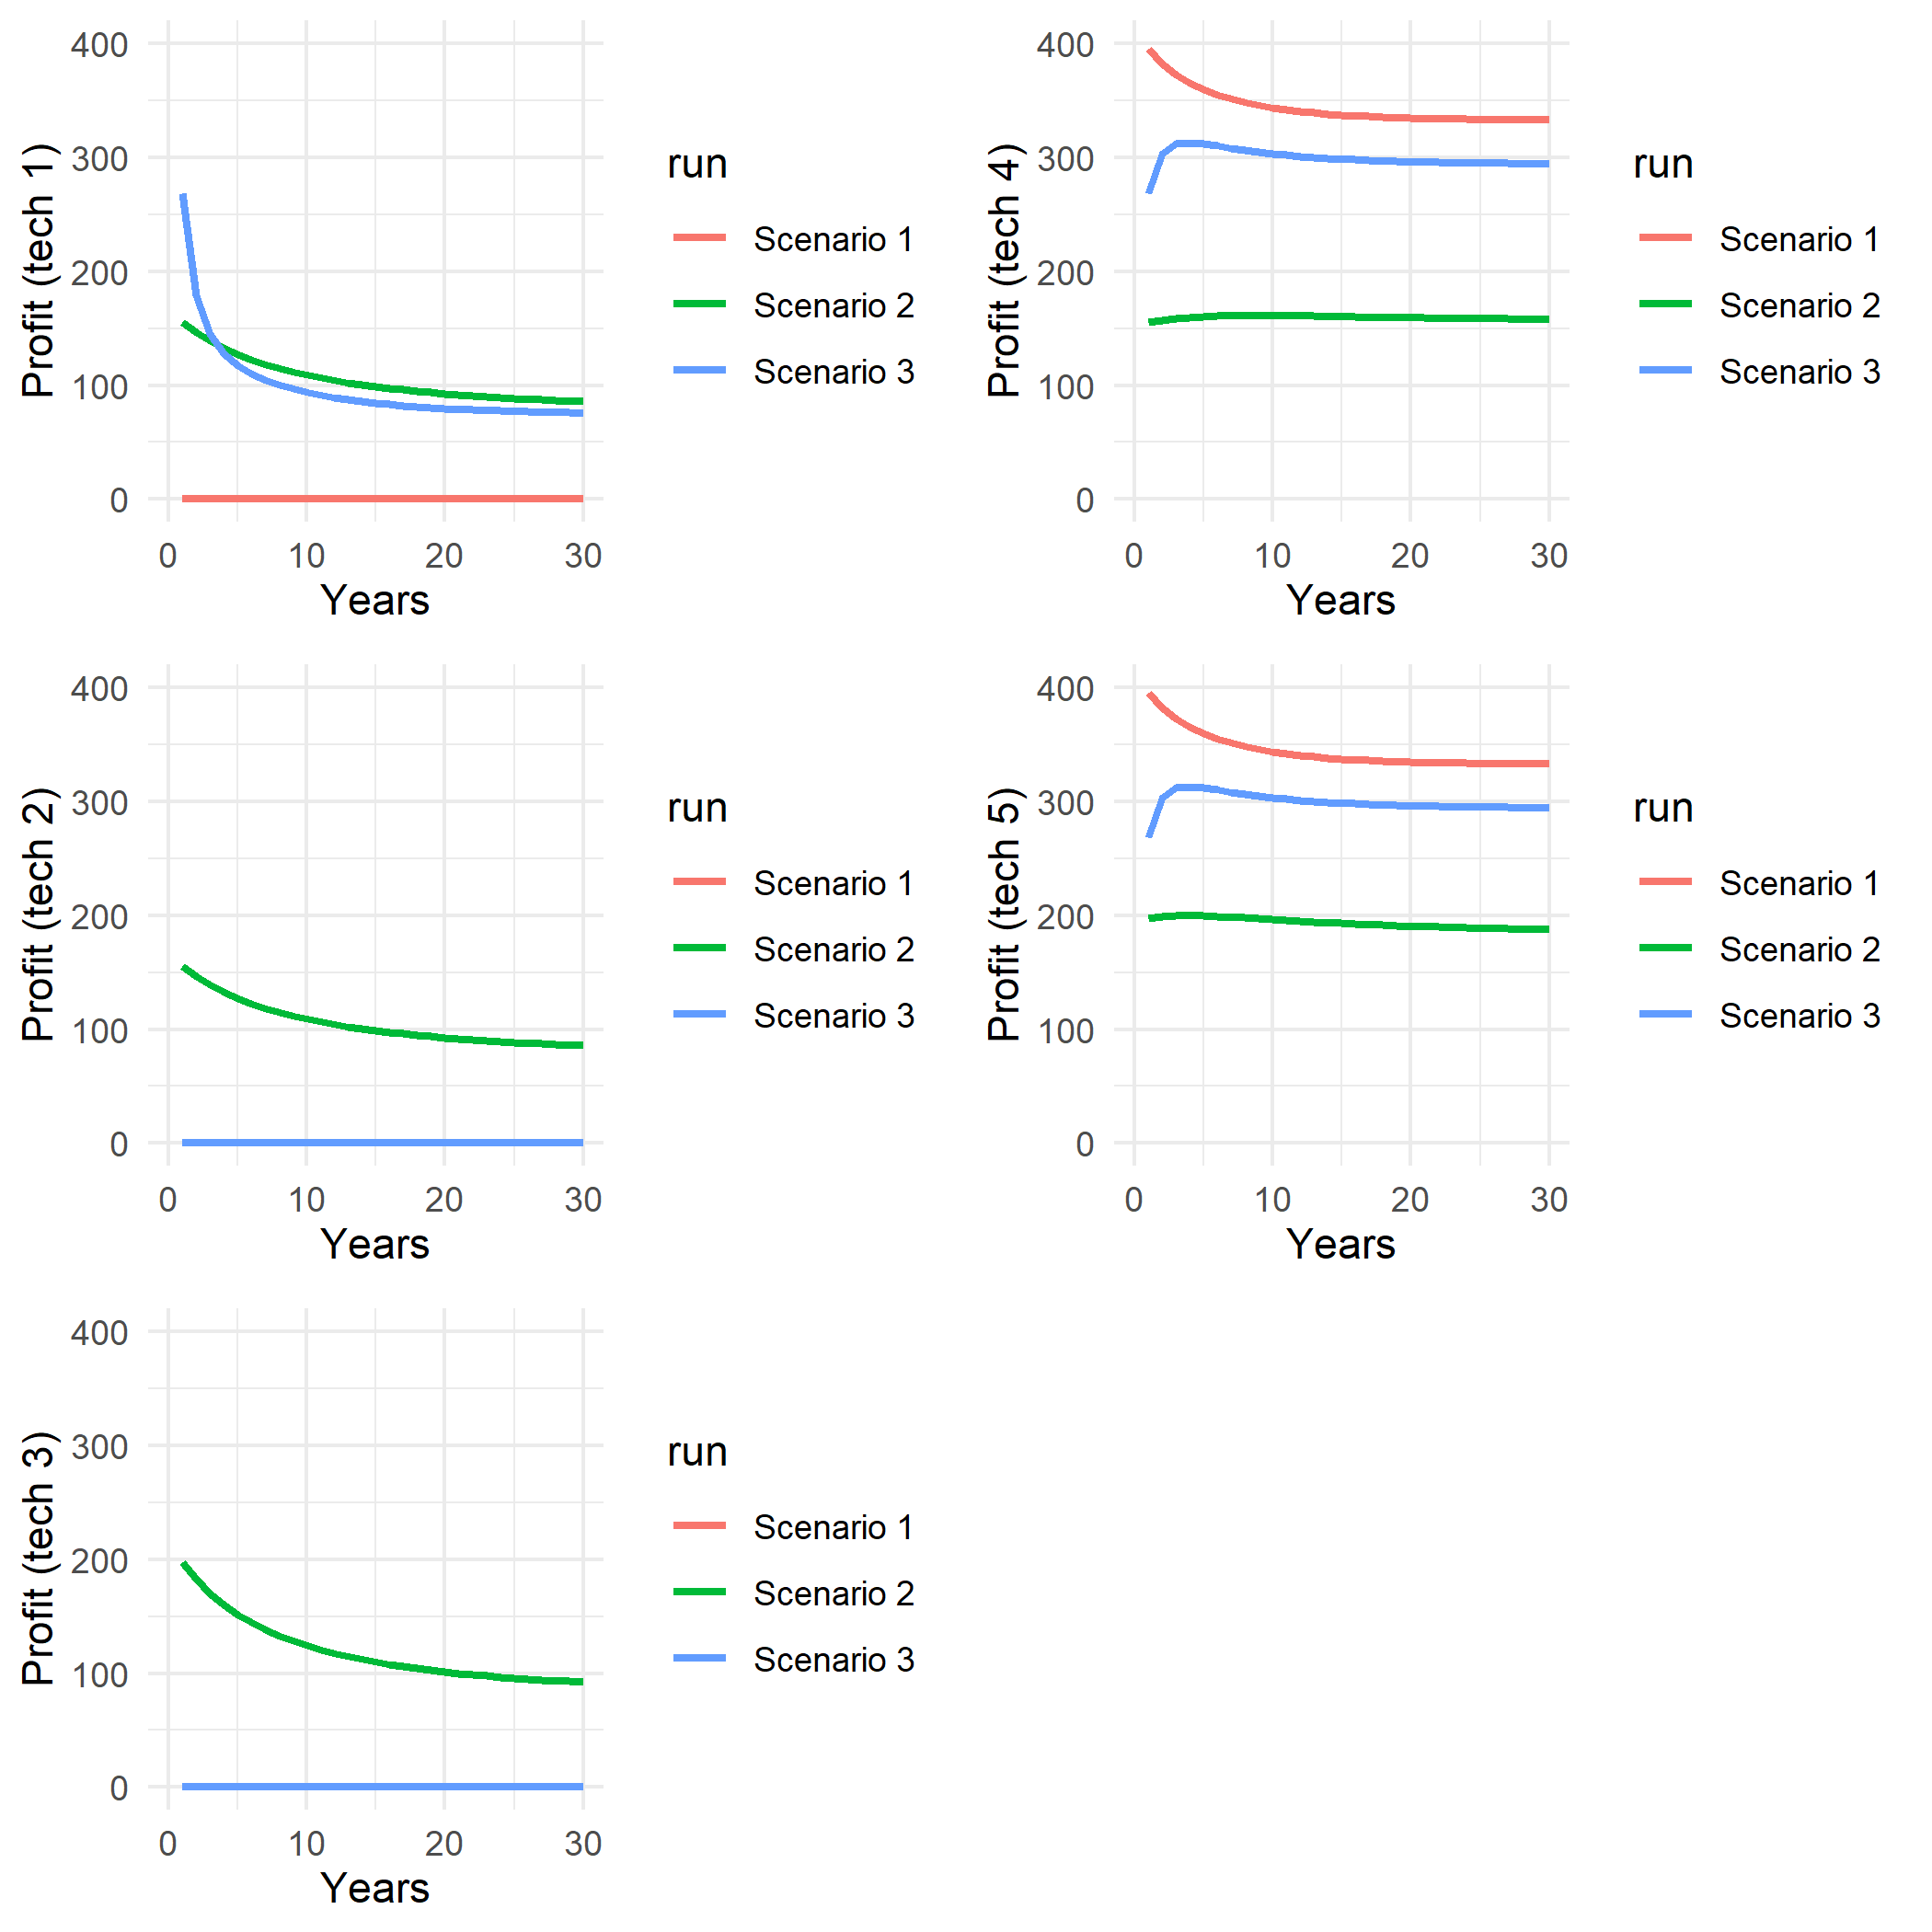 Profit (tech 1)
400
300
200
100
0
0 10 20 30
Years
run
Scenario 1
Scenario 2
Scenario 3
Profit (tech 4)
400
300
200
100
0
0 10 20 30
Years
run
Scenario 1
Scenario 2
Scenario 3
Profit (tech 2)
400
300
200
100
0
0 10 20 30
Years
run
Scenario 1
Scenario 2
Scenario 3
Profit (tech 5)
400
300
200
100
0
0 10 20 30
Years
run
Scenario 1
Scenario 2
Scenario 3
Profit (tech 3)
400
300
200
100
0
0 10 20 30
Years
run
Scenario 1
Scenario 2
Scenario 3